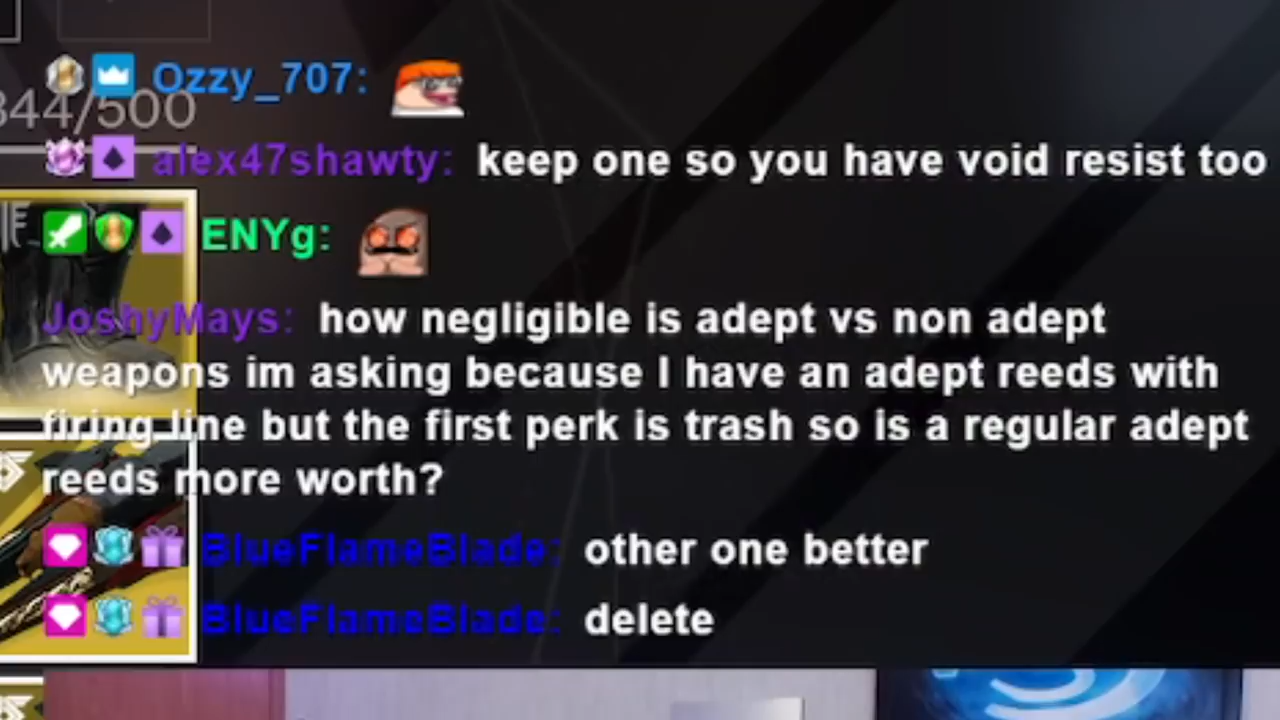 Ozzy_707:
344/500
alex47shawty: keep one so you have void resist too
ENYg:
JoshyMays: how negligible is adept vs non adept
weapons im asking because I have an adept reeds with
firing line but the first perk is trash so is a regular adept
reeds more worth?
BlueFlameBlade: other one better
BlueFlameBlade: delete